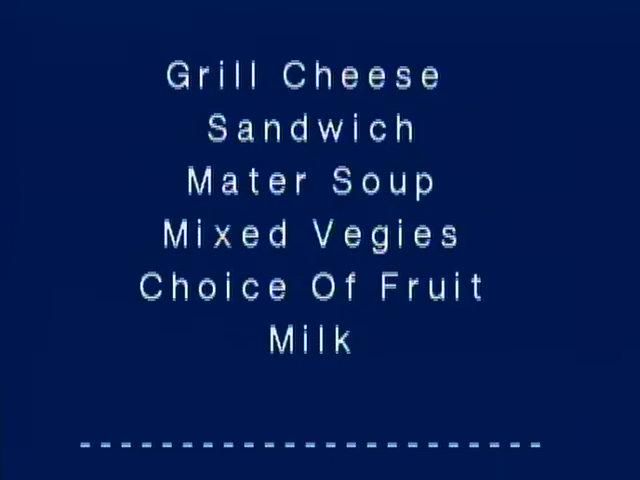 Grill Cheese
Sandwich
Mater Soup
Mixed Vegies
Choice Of Fruit
Milk
-----------------------